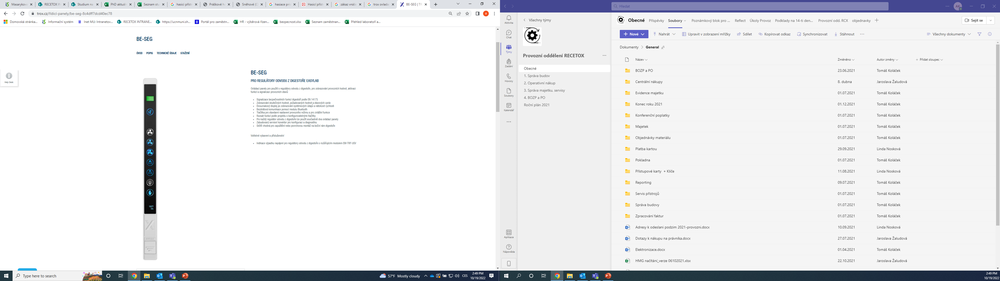 Masarykova
RECETOX IN
Studium na
PhD aktuáln
Seznam stu
hasici přístr
Práškové ha
Sněhové (C
hasiace pris
Hasicí příst
zákaz vnáše
trox ovladac
BE-SEG | TR
trox.cz/řídicí-panely/be-seg-8c4dff7dcd40ec78
Domovská stránka...
Informační systém
Inet MU: Intranetov...
RECETOX INTRANE...
https://ucnmuni.sh...
Portál pro zaměstn...
HR - výběrová řízen...
bezpecnost.xlsx
Seznam zaměstnan...
Přehled laboratoří a...
BE-SEG
ÚVOD POPIS TECHNICKÉ ÚDAJE STAŽENÍ
Help Desk
BE-SEG
PRO REGULÁTORY ODVODU Z DIGESTOŘE EASYLAB
Ovládací panely pro použití s regulátory odvodu z digestoře, pro zobrazování provozních hodnot, aktivaci
funkcí a signalizaci provozních stavů
Signalizace bezpečnostních funkcí digestoří podle EN 14175
Zobrazování skutečných hodnot, požadovaných hodnot a stavových zpráv
Dvouznakový displej po zobrazování systémových údajů a nátokové rychlosti
Bezdrátová komunikace pomocí modulu Bluetooth
Tlačítka pro standarní nastavení provozního režimu a pro zvláštní funkce
Rozsah funkcí podle projektu s konfigurovatelnými tlačítky
Pro každý regulátor odvodu z digestoře lze použít součastně dva ovládací panely
Zabudovaný servisní konektor pro konfiguraci a diagnostiku
Skříň vhodná pro zapuštění nebo povrchovou montáž na boční rám digestoře
Volitelné vybavení a příslušenství
Indikace výpadku napájení pro regulátory odvodu z digestoře s rozšiřujícím modulem EM-TRF-USV
167
l/s
Type here to search
57°F Mostly cloudy
CES
2:49 PM
10/19/2022
Hledat
AK
Aktivita
Chat
Týmy
Zadání
Hovory
Soubory
Kalendář
Aplikace
Nápověda
Všechny týmy
Provozní oddělení RECETOX
Obecné
1. Správa budov
2. Operativní nákup
3. Správa majetku, servisy
4. BOZP a PO
Roční plán 2021
Obecné Příspěvky Soubory Poznámkový blok pro ... Reflect Úkoly Provoz Podklady na 14-ti den... Provozní odd. RCX objednavky
Sejít se
Nové Nahrát Upravit v zobrazení mřížky Sdílet Kopírovat odkaz Synchronizovat Stáhnout
Všechny dokumenty
Dokumenty General
Název Změněno Autor změny Přidat sloupec
BOZP a PO 23.06.2021 Tomáš Koláček
Centrální nákupy 8. dubna Jaroslava Žaludová
Evidence majetku 01.07.2021 Tomáš Koláček
Konec roku 2021 01.12.2021 Tomáš Koláček
Konferenční poplatky 01.07.2021 Tomáš Koláček
Majetek 01.07.2021 Tomáš Koláček
Objednávky materiálu 01.07.2021 Tomáš Koláček
Platba kartou 29.09.2021 Linda Nosková
Pokladna 01.07.2021 Tomáš Koláček
Přístupové karty + Klíče 11.08.2021 Linda Nosková
Reporting 09.07.2021 Tomáš Koláček
Servis přístrojů 01.07.2021 Tomáš Koláček
Správa budovy 01.07.2021 Tomáš Koláček
Zpracování faktur 01.07.2021 Tomáš Koláček
Adresy k odeslani podzim 2021-provozni.docx 10.09.2021 Linda Nosková
Dotazy k nákupu na právníka.docx 27.07.2021 Jaroslava Žaludová
Elektronizace.docx 01.04.2021 Tomáš Koláček
HMG načítání_verze 06102021.xlsx 22.10.2021 Jaroslava Žaludová
2:49 PM
10/19/2022